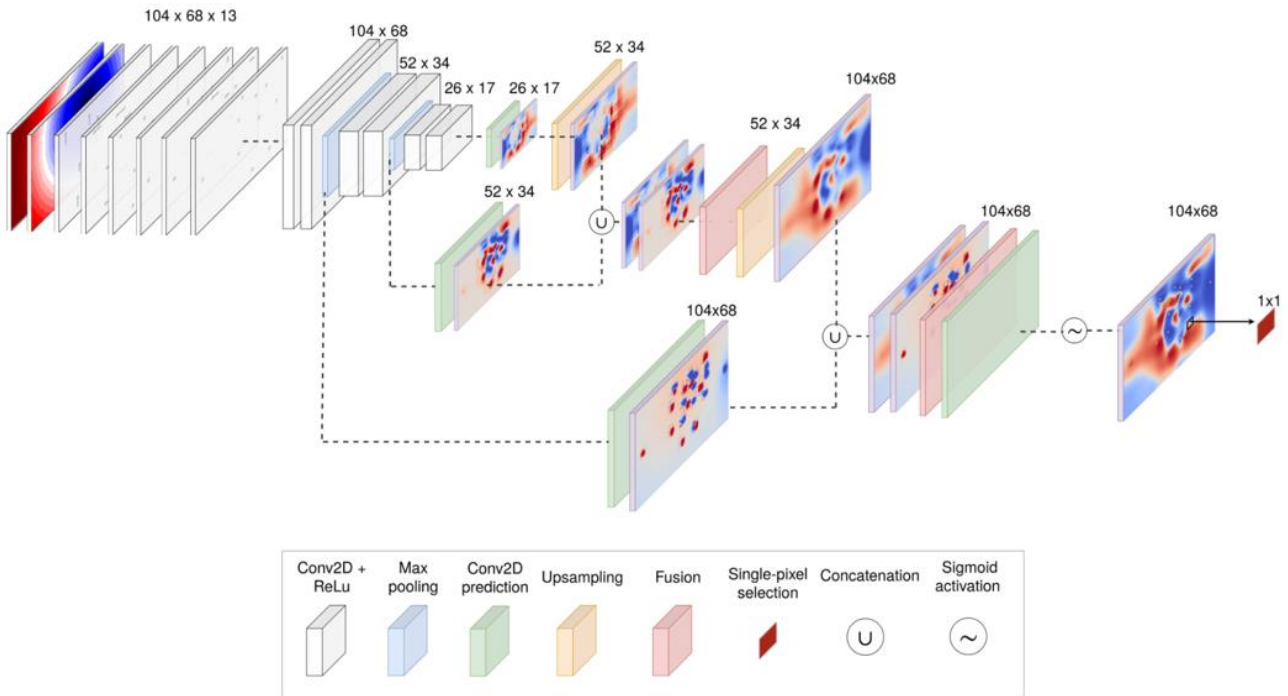 104 x 68 x 13
104 x 68
52 x 34
26 x 17
26 x 17
52 x 34
52 x 34
104x68
52 x 34
104x68
104x68
104x68
1x1
∪
∪
~
Conv2D +
ReLu
Max
pooling
Conv2D
prediction
Upsampling
Fusion
Single-pixel
selection
Concatenation
Sigmoid
activation
∪
~